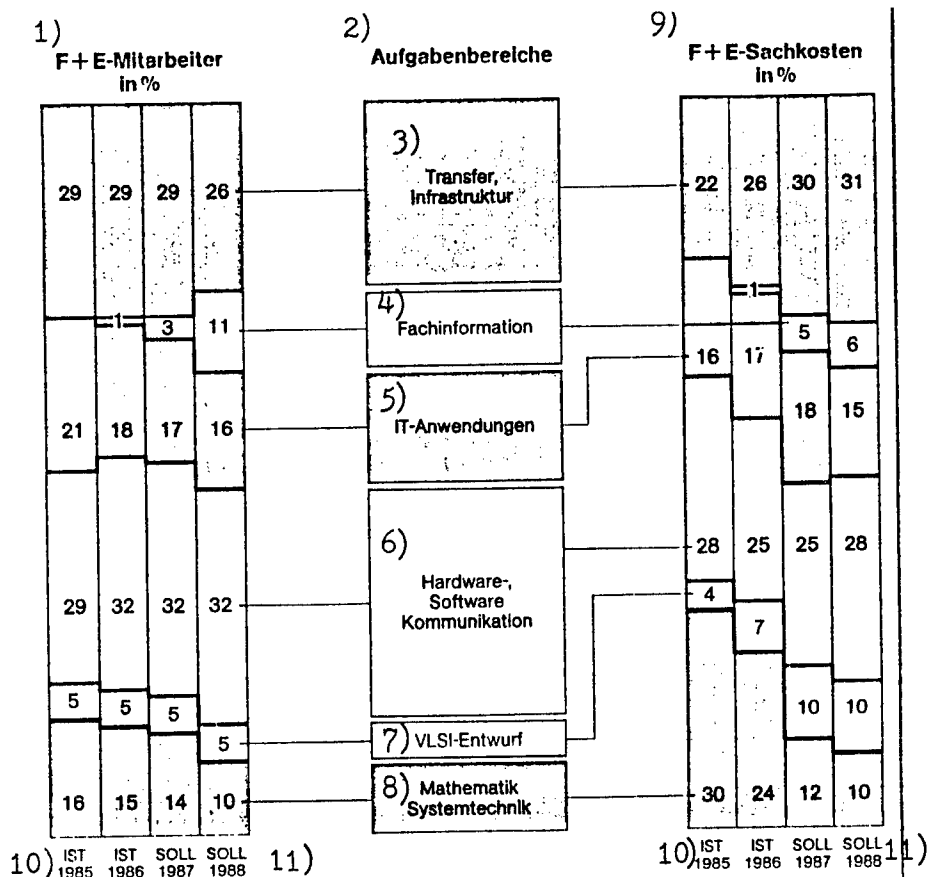 1)
F+E-Mitarbeiter
in %
29 29 29 26
1 3 11
21 18 17 16
29 32 32 32
5 5 5 5
16 15 14 10
10) IST 1985
IST 1986
SOLL 1987
SOLL 1988
11)
2)
Aufgabenbereiche
3)
Transfer,
Infrastruktur
4)
Fachinformation
5)
IT-Anwendungen
6)
Hardware-,
Software
Kommunikation
7) VLSI-Entwurf
8) Mathematik
Systemtechnik
9)
F+E-Sachkosten
in %
22 26 30 31
1 5 6
16 17 18 15
28 25 25 28
4 7 10 10
30 24 12 10
10) IST 1985
IST 1986
SOLL 1987
SOLL 1988
11)